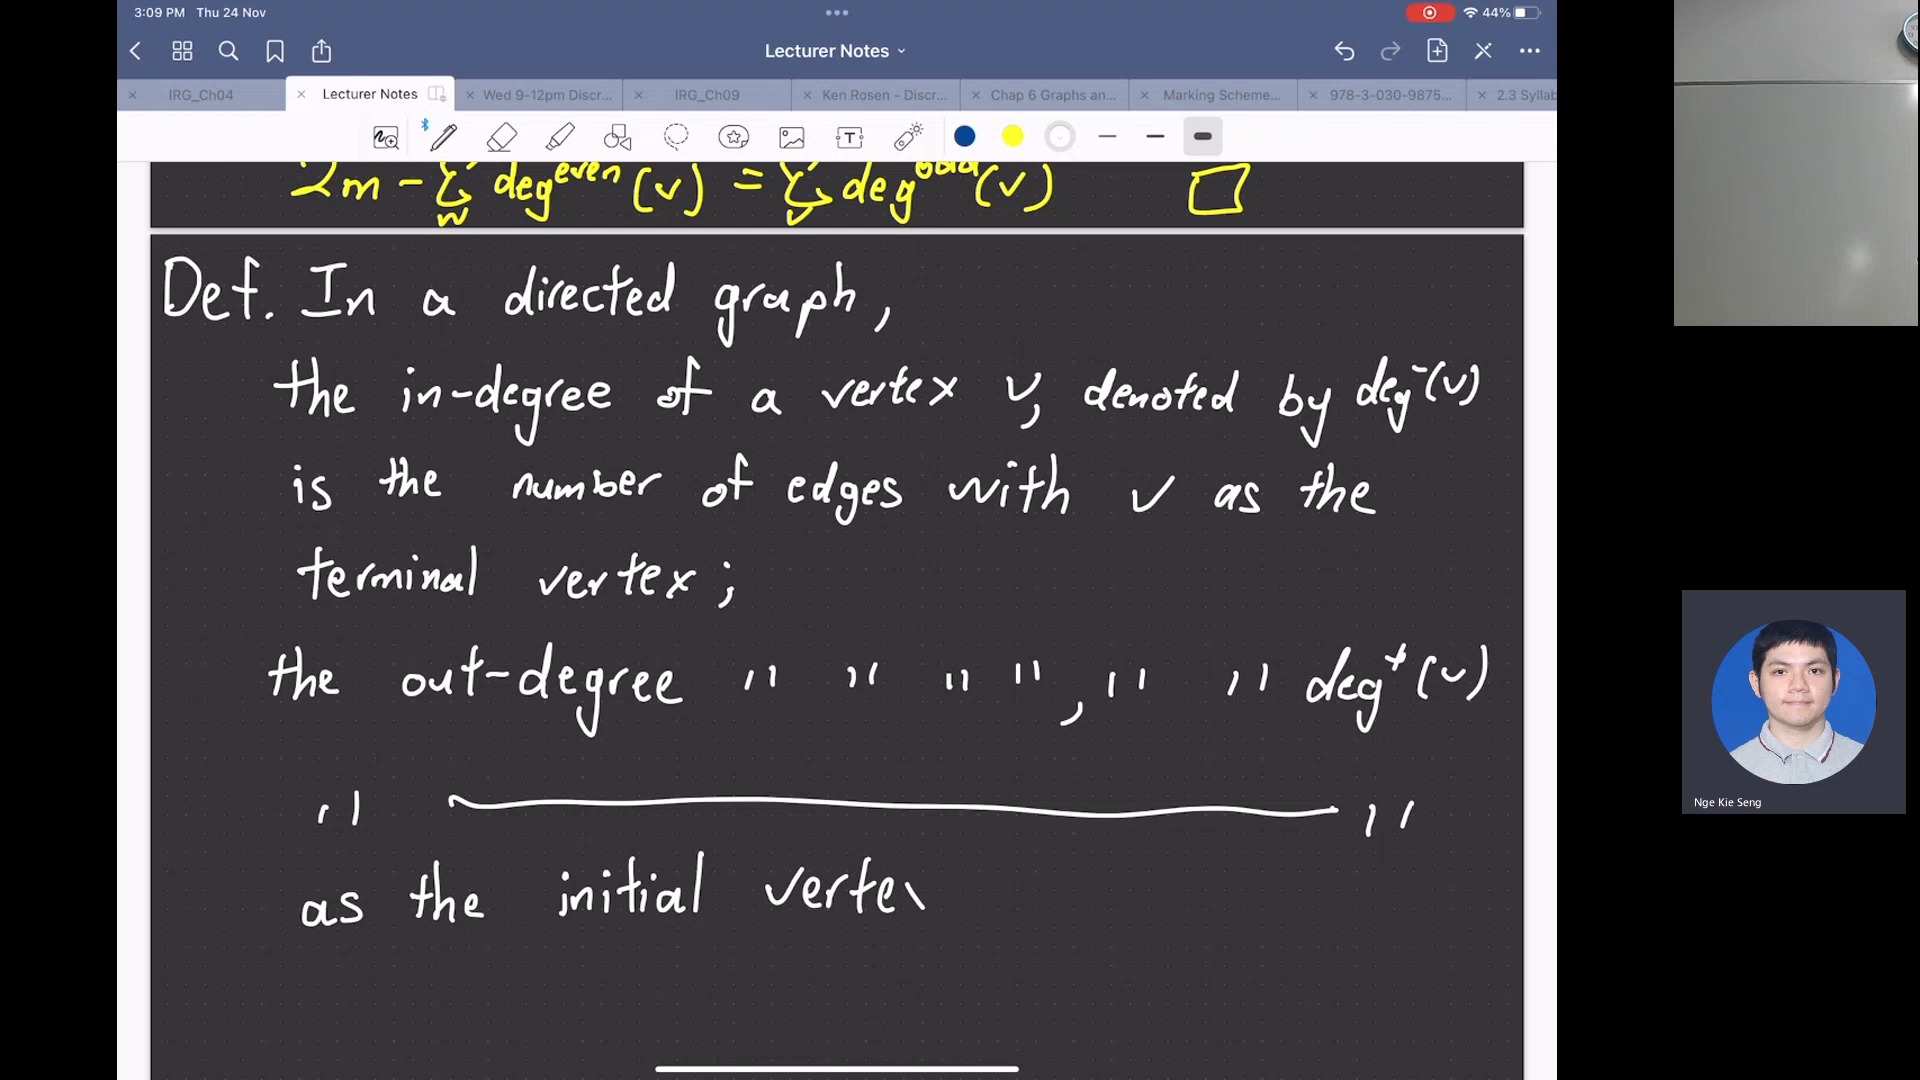 3:09 PM Thu 24 Nov
44%
Lecturer Notes
IRG_Ch04
Lecturer Notes
Wed 9-12pm Discr...
IRG_Ch09
Ken Rosen - Discr...
Chap 6 Graphs an...
Marking Scheme...
978-3-030-9875...
2.3 Syllab
2m - Σ deg^even (v) = Σ deg^odd (v) □
Def. In a directed graph,
the in-degree of a vertex v, denoted by deg⁻(v)
is the number of edges with v as the
terminal vertex;
the out-degree " " " ", " " deg⁺(v)
" ———————— "
as the initial vertex
Nge Kie Seng